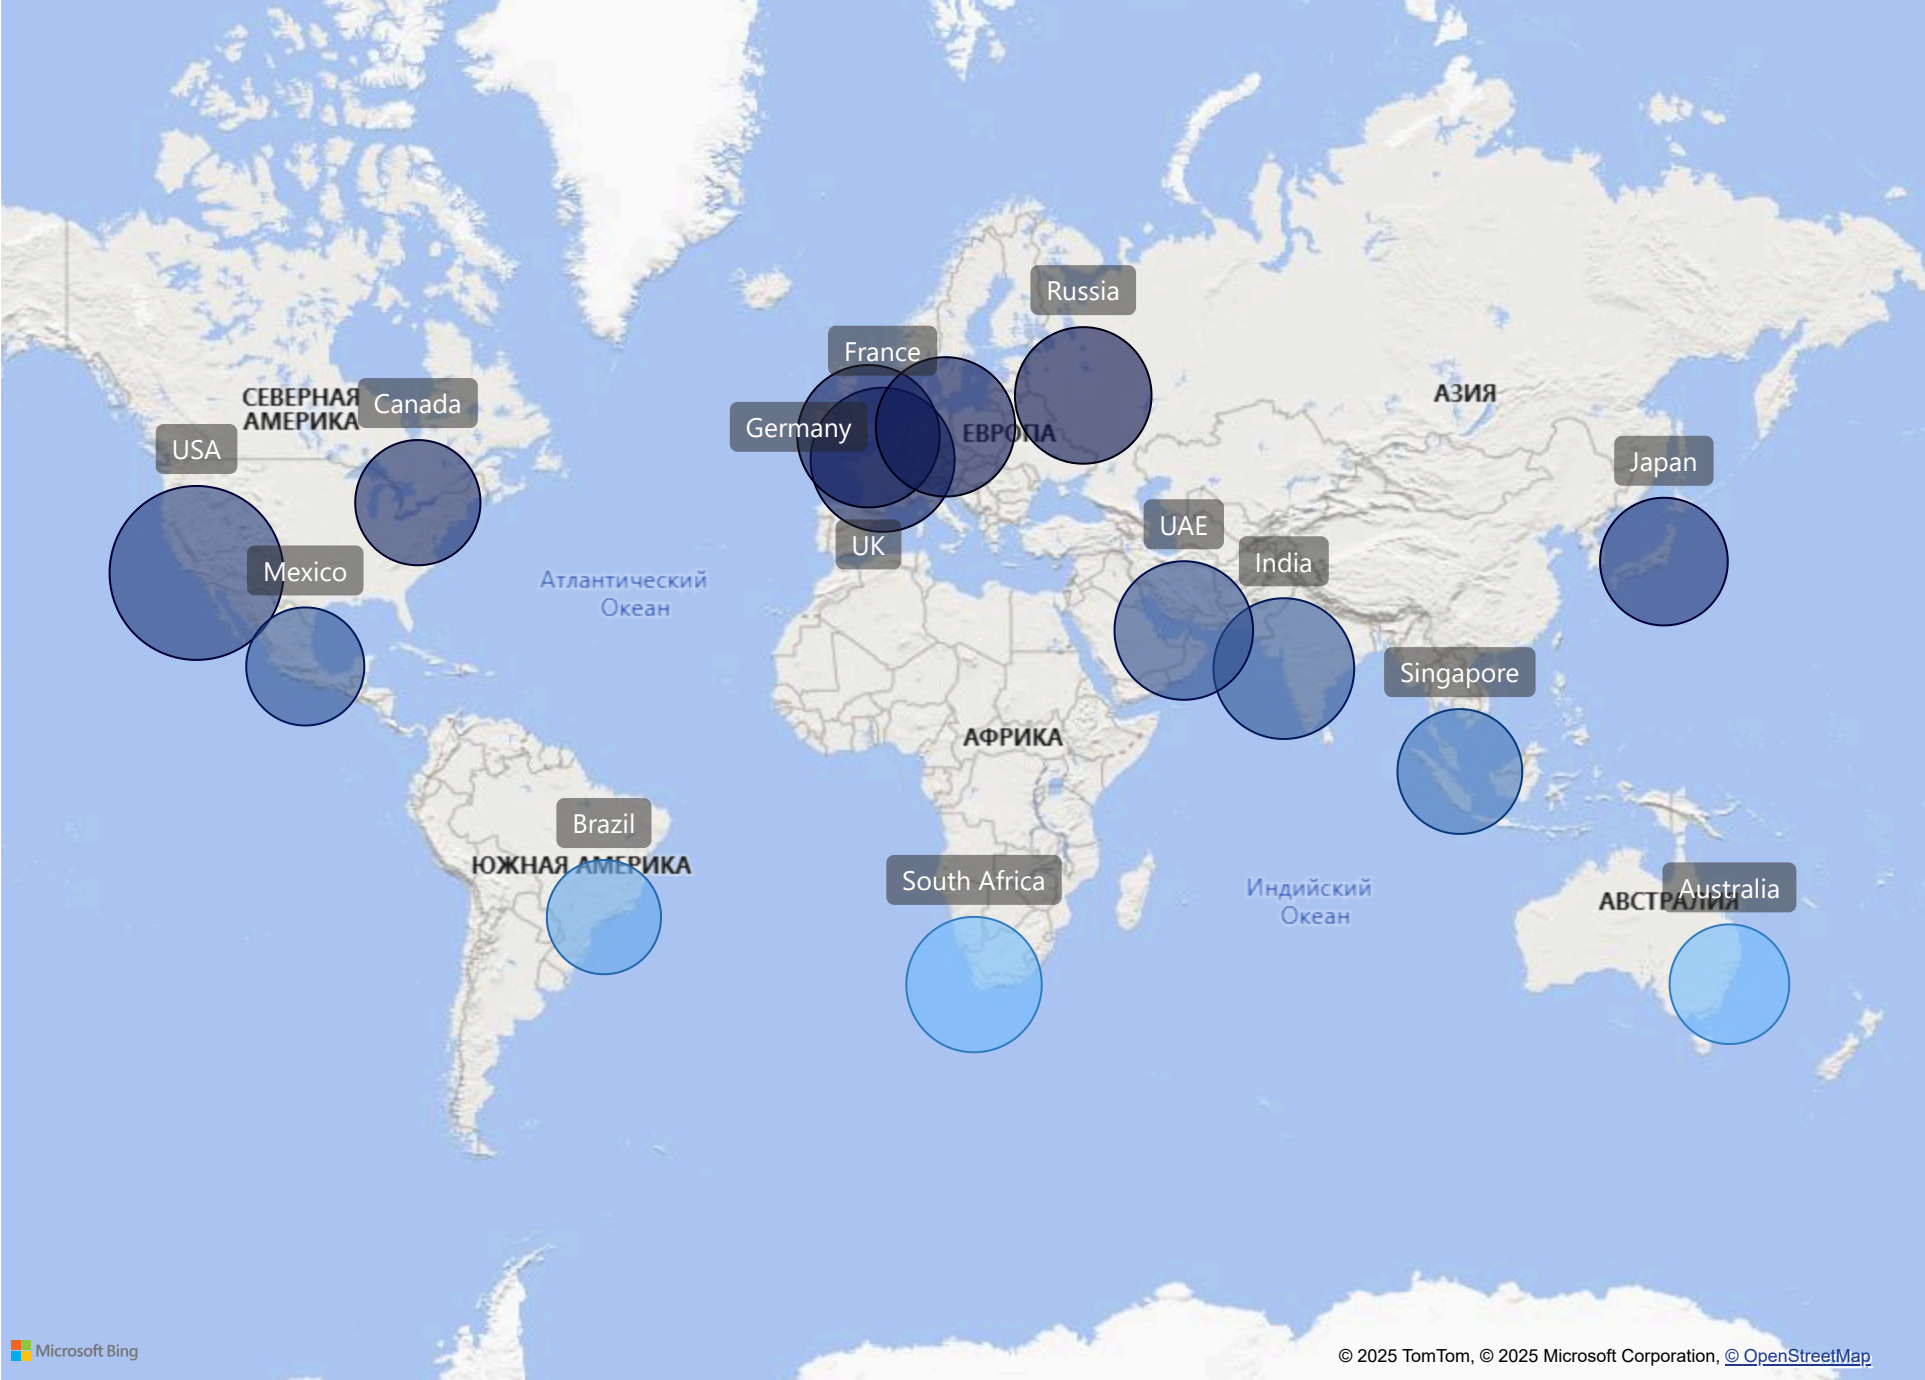 Russia
France
СЕВЕРНАЯ
АМЕРИКА
Canada
АЗИЯ
Germany
ЕВРОПА
USA
Japan
UAE
UK
India
Mexico
Атлантический
Океан
Singapore
АФРИКА
Brazil
ЮЖНАЯ АМЕРИКА
South Africa
Индийский
Океан
Australia
АВСТРАЛИЯ
Microsoft Bing
© 2025 TomTom, © 2025 Microsoft Corporation, © OpenStreetMap